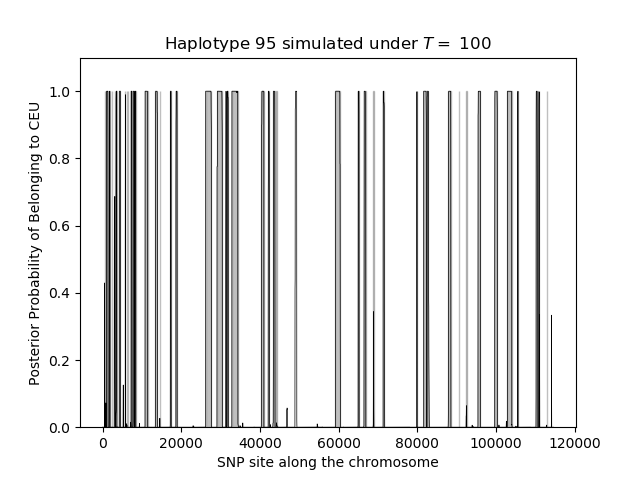 Haplotype 95 simulated under T = 100
Posterior Probability of Belonging to CEU
1.0
0.8
0.6
0.4
0.2
0.0
0 20000 40000 60000 80000 100000 120000
SNP site along the chromosome